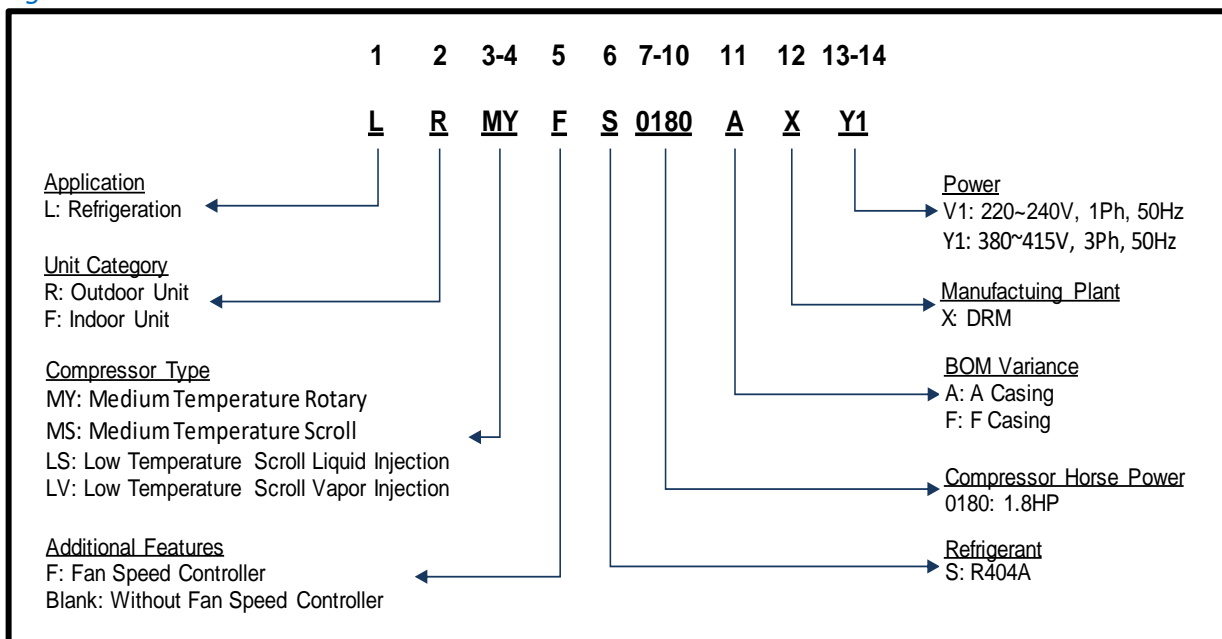 1 2 3-4 5 6 7-10 11 12 13-14
L R MY F S 0180 A X Y1
Application
L: Refrigeration
Unit Category
R: Outdoor Unit
F: Indoor Unit
Compressor Type
MY: Medium Temperature Rotary
MS: Medium Temperature Scroll
LS: Low Temperature Scroll Liquid Injection
LV: Low Temperature Scroll Vapor Injection
Additional Features
F: Fan Speed Controller
Blank: Without Fan Speed Controller
Power
V1: 220~240V, 1Ph, 50Hz
Y1: 380~415V, 3Ph, 50Hz
Manufactuing Plant
X: DRM
BOM Variance
A: A Casing
F: F Casing
Compressor Horse Power
0180: 1.8HP
Refrigerant
S: R404A